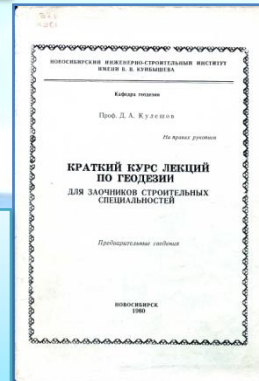 НОВОСИБИРСКИЙ ИНЖЕНЕРНО-СТРОИТЕЛЬНЫЙ ИНСТИТУТ
ИМЕНИ В. В. КУЙБЫШЕВА
Кафедра геодезии
Проф. Д. А. Кулешов
На правах рукописи
КРАТКИЙ КУРС ЛЕКЦИЙ
ПО ГЕОДЕЗИИ
ДЛЯ ЗАОЧНИКОВ СТРОИТЕЛЬНЫХ
СПЕЦИАЛЬНОСТЕЙ
Предварительные сведения
НОВОСИБИРСК
1960